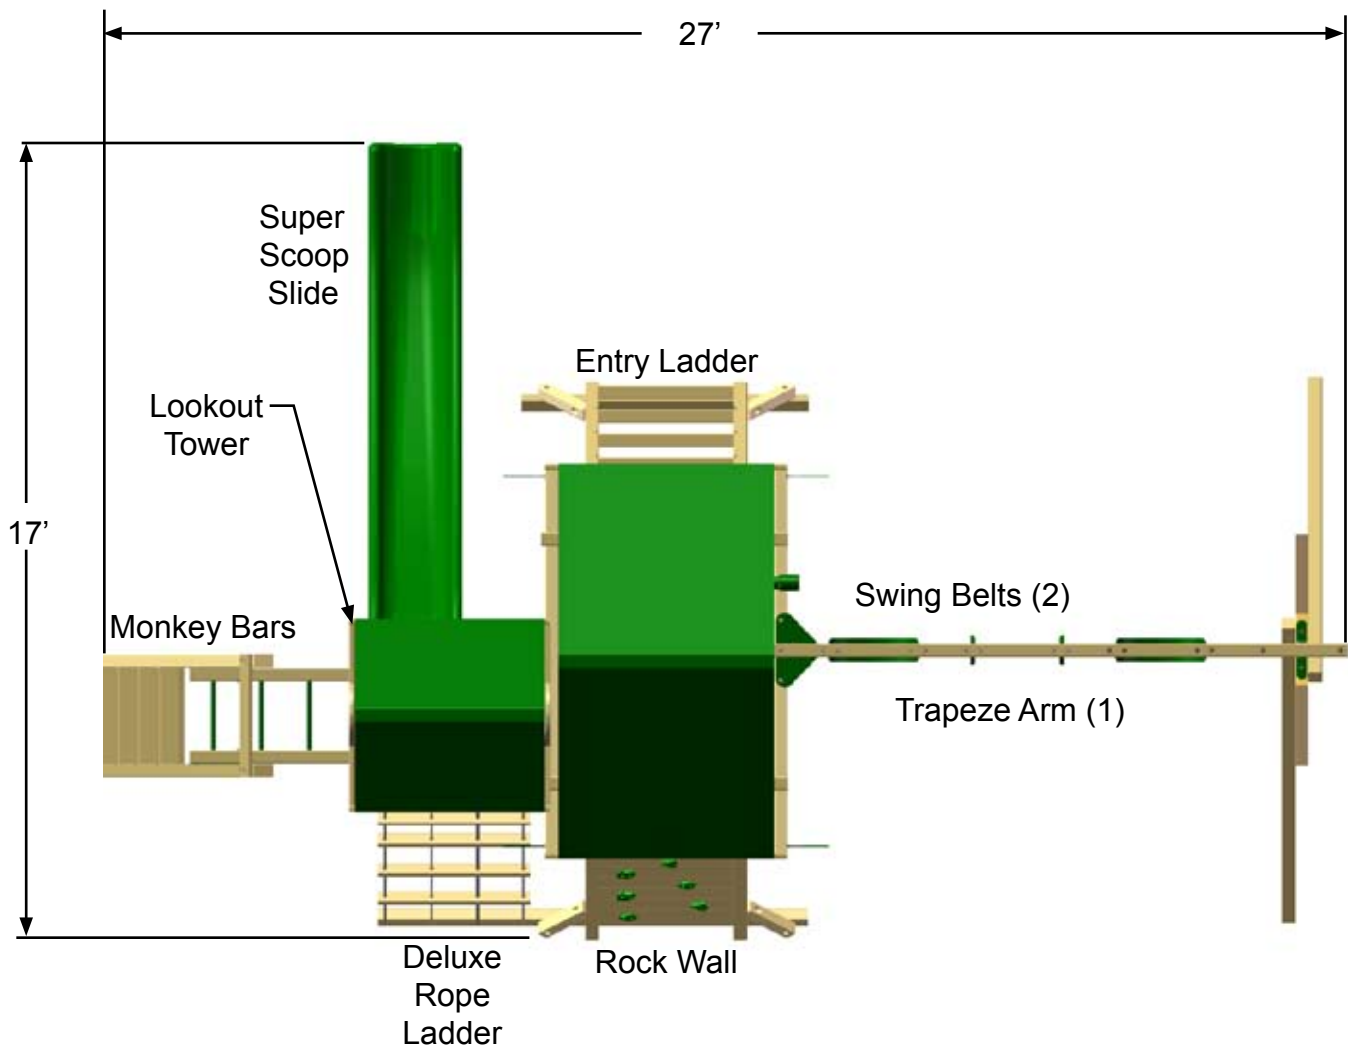 27’
Super
Scoop
Slide
Entry Ladder
Lookout
Tower
17’
Swing Belts (2)
Monkey Bars
Trapeze Arm (1)
Deluxe
Rope
Ladder
Rock Wall